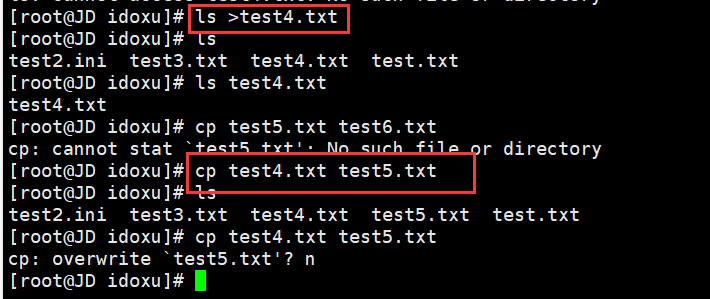 [root@JD idoxu]# ls >test4.txt
[root@JD idoxu]# ls
test2.ini  test3.txt  test4.txt  test.txt
[root@JD idoxu]# ls test4.txt
test4.txt
[root@JD idoxu]# cp test5.txt test6.txt
cp: cannot stat `test5.txt': No such file or directory
[root@JD idoxu]# cp test4.txt test5.txt
[root@JD idoxu]# ls
test2.ini  test3.txt  test4.txt  test5.txt  test.txt
[root@JD idoxu]# cp test4.txt test5.txt
cp: overwrite `test5.txt'? n
[root@JD idoxu]#